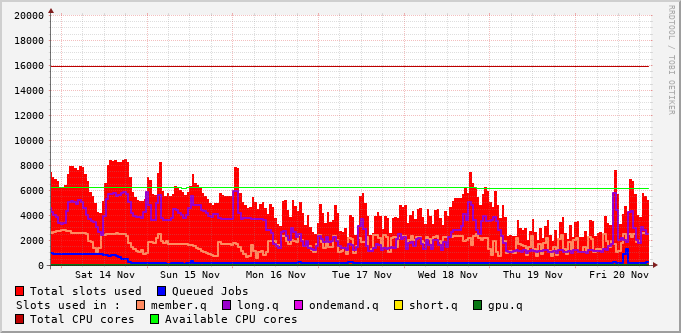 20000
18000
16000
14000
12000
10000
8000
6000
4000
2000
0
Sat 14 Nov Sun 15 Nov Mon 16 Nov Tue 17 Nov Wed 18 Nov Thu 19 Nov Fri 20 Nov
Total slots used Queued Jobs
Slots used in : member.q long.q ondemand.q short.q gpu.q
Total CPU cores Available CPU cores
RRDTOOL / TOBI OETIKER